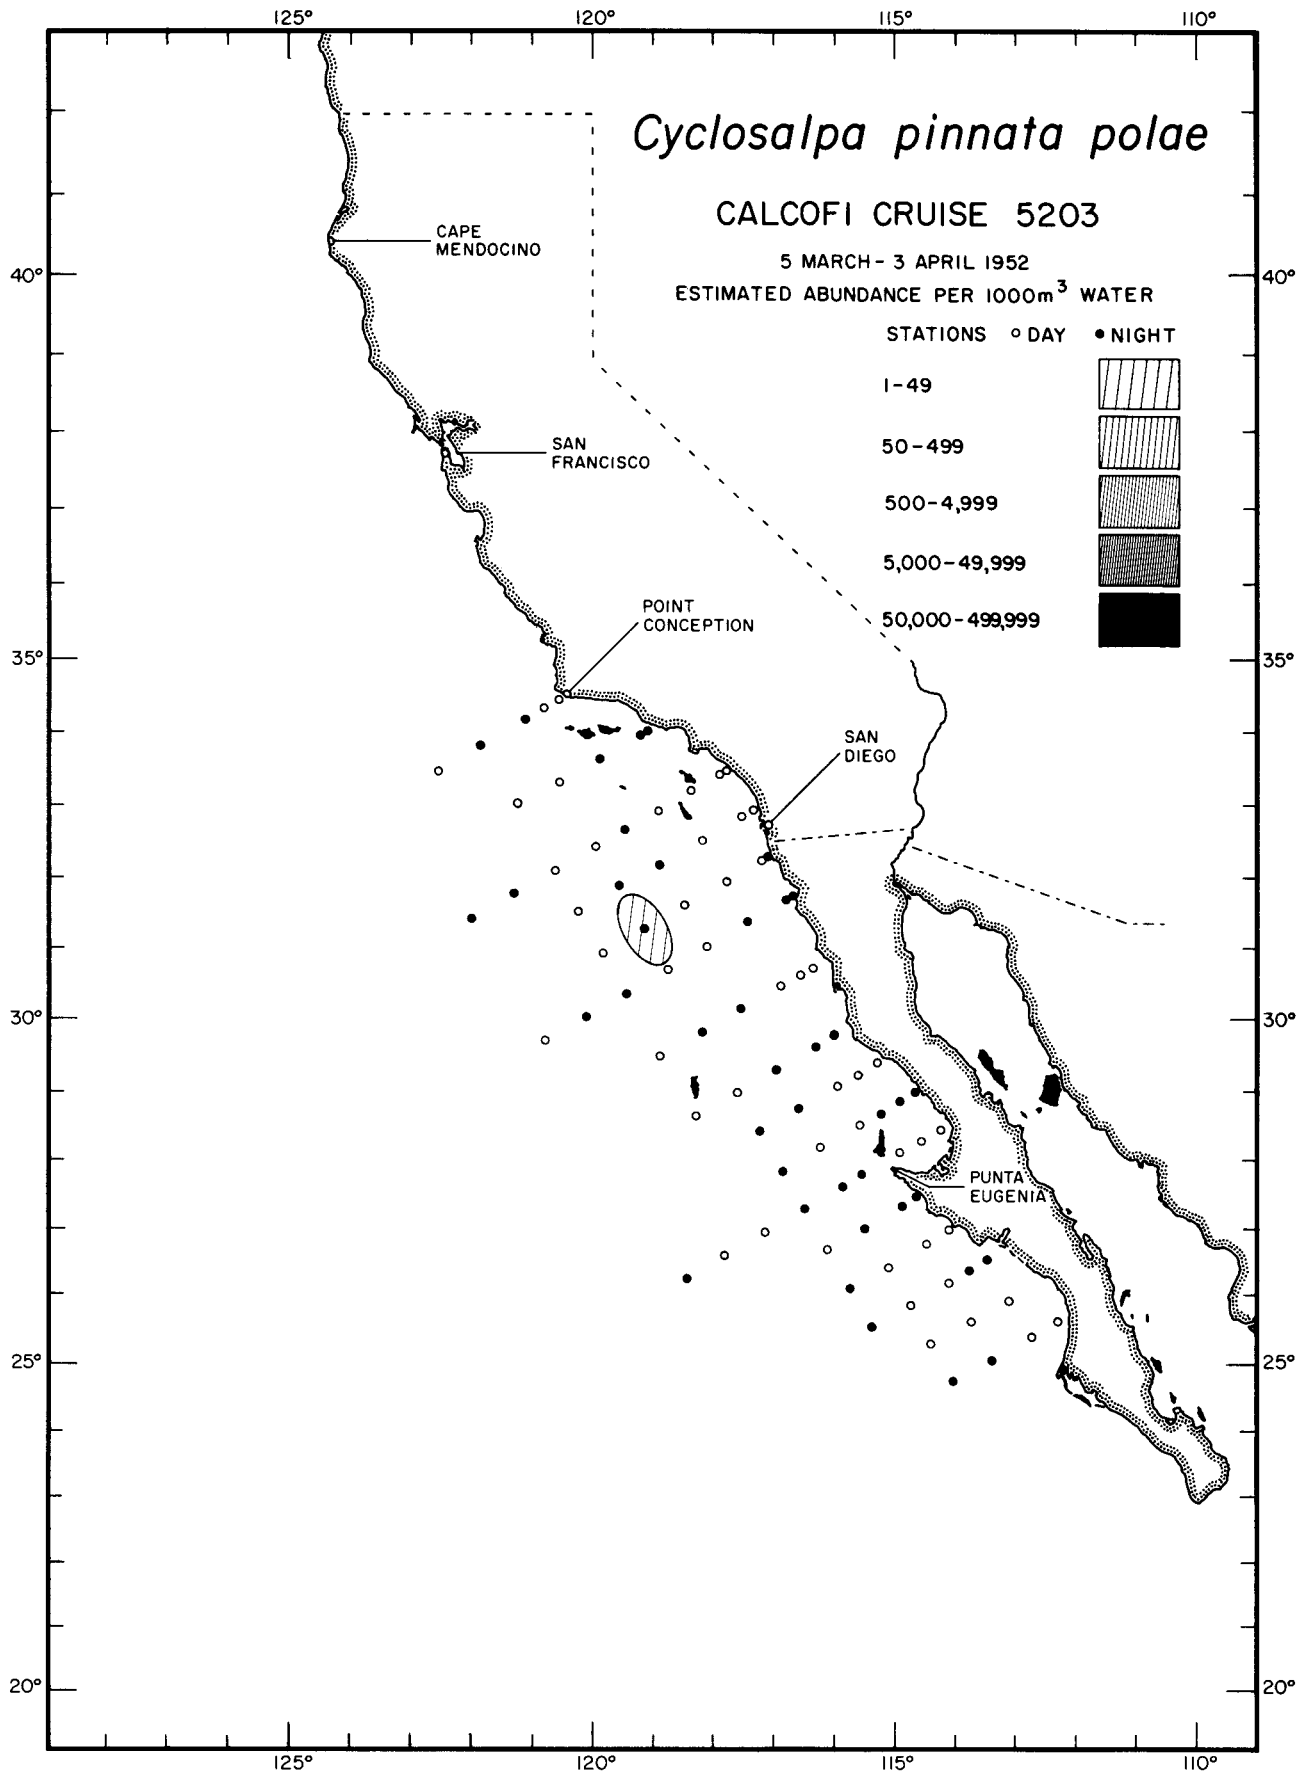 125° 120° 115° 110°
Cyclosalpa pinnata polae
CALCOFI CRUISE 5203
5 MARCH - 3 APRIL 1952
ESTIMATED ABUNDANCE PER 1000m³ WATER
STATIONS ○ DAY ● NIGHT
1-49
50-499
500-4,999
5,000-49,999
50,000-499,999
CAPE
MENDOCINO
40° 40°
SAN
FRANCISCO
POINT
CONCEPTION
35° 35°
SAN
DIEGO
30° 30°
PUNTA
EUGENIA
25° 25°
20° 20°
125° 120° 115° 110°